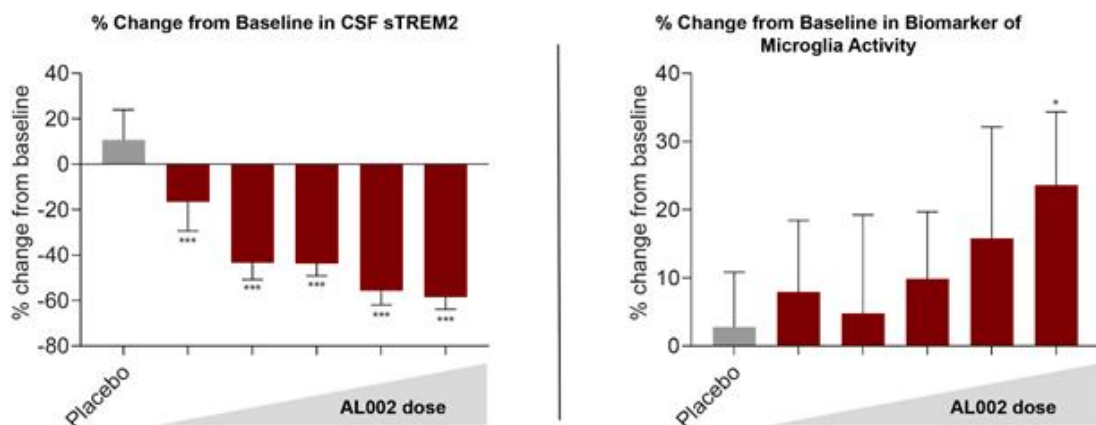 % Change from Baseline in CSF sTREM2
% change from baseline
40
20
0
-20
-40
-60
-80
***
***
***
***
***
Placebo
AL002 dose
% Change from Baseline in Biomarker of
Microglia Activity
% change from baseline
40
30
20
10
0
*
Placebo
AL002 dose